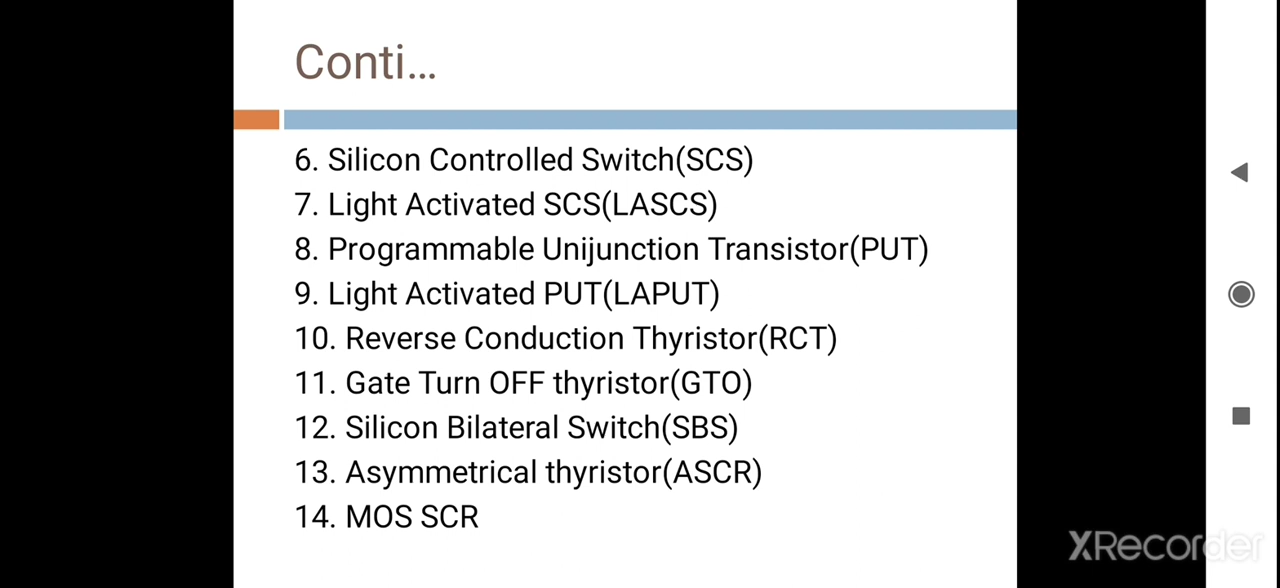 Conti...
6. Silicon Controlled Switch(SCS)
7. Light Activated SCS(LASCS)
8. Programmable Unijunction Transistor(PUT)
9. Light Activated PUT(LAPUT)
10. Reverse Conduction Thyristor(RCT)
11. Gate Turn OFF thyristor(GTO)
12. Silicon Bilateral Switch(SBS)
13. Asymmetrical thyristor(ASCR)
14. MOS SCR
XRecorder